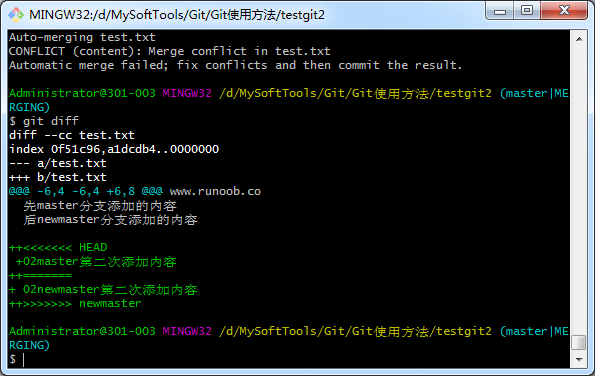 MINGW32:/d/MySoftTools/Git/Git使用方法/testgit2
Auto-merging test.txt
CONFLICT (content): Merge conflict in test.txt
Automatic merge failed; fix conflicts and then commit the result.
Administrator@301-003 MINGW32 /d/MySoftTools/Git/Git使用方法/testgit2 (master|ME
RGING)
$ git diff
diff --cc test.txt
index 0f51c96,a1dcdb4..0000000
--- a/test.txt
+++ b/test.txt
@@@ -6,4 -6,4 +6,8 @@@ www.runoob.co
  先master分支添加的内容
  后newmaster分支添加的内容
++<<<<<<< HEAD
 +02master第二次添加内容
++=======
+ 02newmaster第二次添加内容
++>>>>>>> newmaster
Administrator@301-003 MINGW32 /d/MySoftTools/Git/Git使用方法/testgit2 (master|ME
RGING)
$